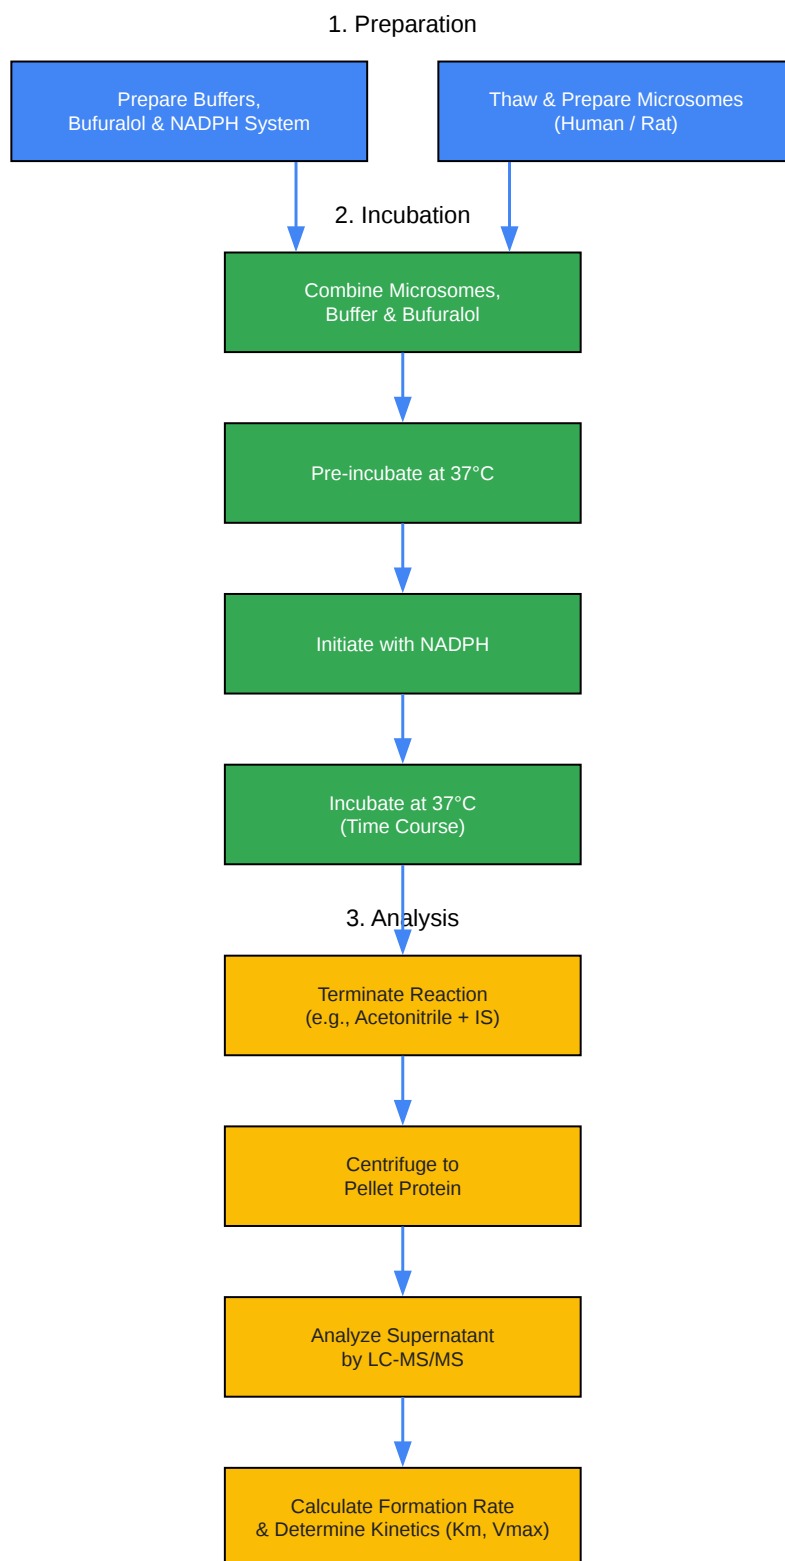 1. Preparation
Prepare Buffers,
Bufuralol & NADPH System
Thaw & Prepare Microsomes
(Human / Rat)
2. Incubation
Combine Microsomes,
Buffer & Bufuralol
Pre-incubate at 37°C
Initiate with NADPH
Incubate at 37°C
(Time Course)
3. Analysis
Terminate Reaction
(e.g., Acetonitrile + IS)
Centrifuge to
Pellet Protein
Analyze Supernatant
by LC-MS/MS
Calculate Formation Rate
& Determine Kinetics (Km, Vmax)